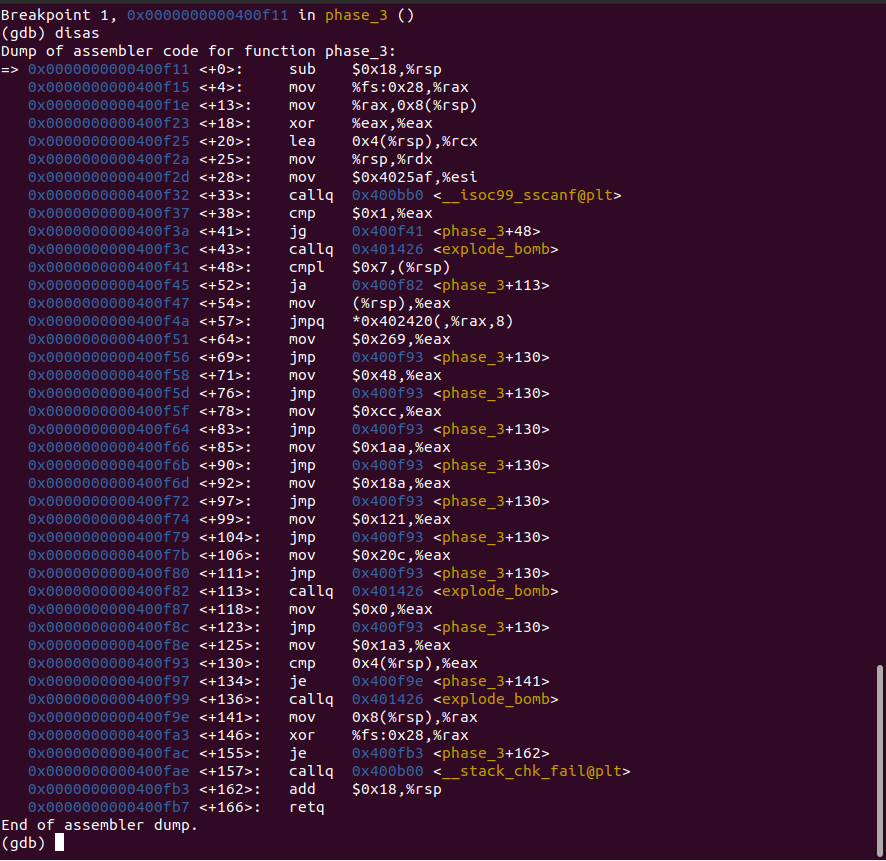 Breakpoint 1, 0x0000000000400f11 in phase_3 ()
(gdb) disas
Dump of assembler code for function phase_3:
=> 0x0000000000400f11 <+0>:     sub    $0x18,%rsp
   0x0000000000400f15 <+4>:     mov    %fs:0x28,%rax
   0x0000000000400f1e <+13>:    mov    %rax,0x8(%rsp)
   0x0000000000400f23 <+18>:    xor    %eax,%eax
   0x0000000000400f25 <+20>:    lea    0x4(%rsp),%rcx
   0x0000000000400f2a <+25>:    mov    %rsp,%rdx
   0x0000000000400f2d <+28>:    mov    $0x4025af,%esi
   0x0000000000400f32 <+33>:    callq  0x400bb0 <__isoc99_sscanf@plt>
   0x0000000000400f37 <+38>:    cmp    $0x1,%eax
   0x0000000000400f3a <+41>:    jg     0x400f41 <phase_3+48>
   0x0000000000400f3c <+43>:    callq  0x401426 <explode_bomb>
   0x0000000000400f41 <+48>:    cmpl   $0x7,(%rsp)
   0x0000000000400f45 <+52>:    ja     0x400f82 <phase_3+113>
   0x0000000000400f47 <+54>:    mov    (%rsp),%eax
   0x0000000000400f4a <+57>:    jmpq   *0x402420(,%rax,8)
   0x0000000000400f51 <+64>:    mov    $0x269,%eax
   0x0000000000400f56 <+69>:    jmp    0x400f93 <phase_3+130>
   0x0000000000400f58 <+71>:    mov    $0x48,%eax
   0x0000000000400f5d <+76>:    jmp    0x400f93 <phase_3+130>
   0x0000000000400f5f <+78>:    mov    $0xcc,%eax
   0x0000000000400f64 <+83>:    jmp    0x400f93 <phase_3+130>
   0x0000000000400f66 <+85>:    mov    $0x1aa,%eax
   0x0000000000400f6b <+90>:    jmp    0x400f93 <phase_3+130>
   0x0000000000400f6d <+92>:    mov    $0x18a,%eax
   0x0000000000400f72 <+97>:    jmp    0x400f93 <phase_3+130>
   0x0000000000400f74 <+99>:    mov    $0x121,%eax
   0x0000000000400f79 <+104>:   jmp    0x400f93 <phase_3+130>
   0x0000000000400f7b <+106>:   mov    $0x20c,%eax
   0x0000000000400f80 <+111>:   jmp    0x400f93 <phase_3+130>
   0x0000000000400f82 <+113>:   callq  0x401426 <explode_bomb>
   0x0000000000400f87 <+118>:   mov    $0x0,%eax
   0x0000000000400f8c <+123>:   jmp    0x400f93 <phase_3+130>
   0x0000000000400f8e <+125>:   mov    $0x1a3,%eax
   0x0000000000400f93 <+130>:   cmp    0x4(%rsp),%eax
   0x0000000000400f97 <+134>:   je     0x400f9e <phase_3+141>
   0x0000000000400f99 <+136>:   callq  0x401426 <explode_bomb>
   0x0000000000400f9e <+141>:   mov    0x8(%rsp),%rax
   0x0000000000400fa3 <+146>:   xor    %fs:0x28,%rax
   0x0000000000400fac <+155>:   je     0x400fb3 <phase_3+162>
   0x0000000000400fae <+157>:   callq  0x400b00 <__stack_chk_fail@plt>
   0x0000000000400fb3 <+162>:   add    $0x18,%rsp
   0x0000000000400fb7 <+166>:   retq
End of assembler dump.
(gdb)